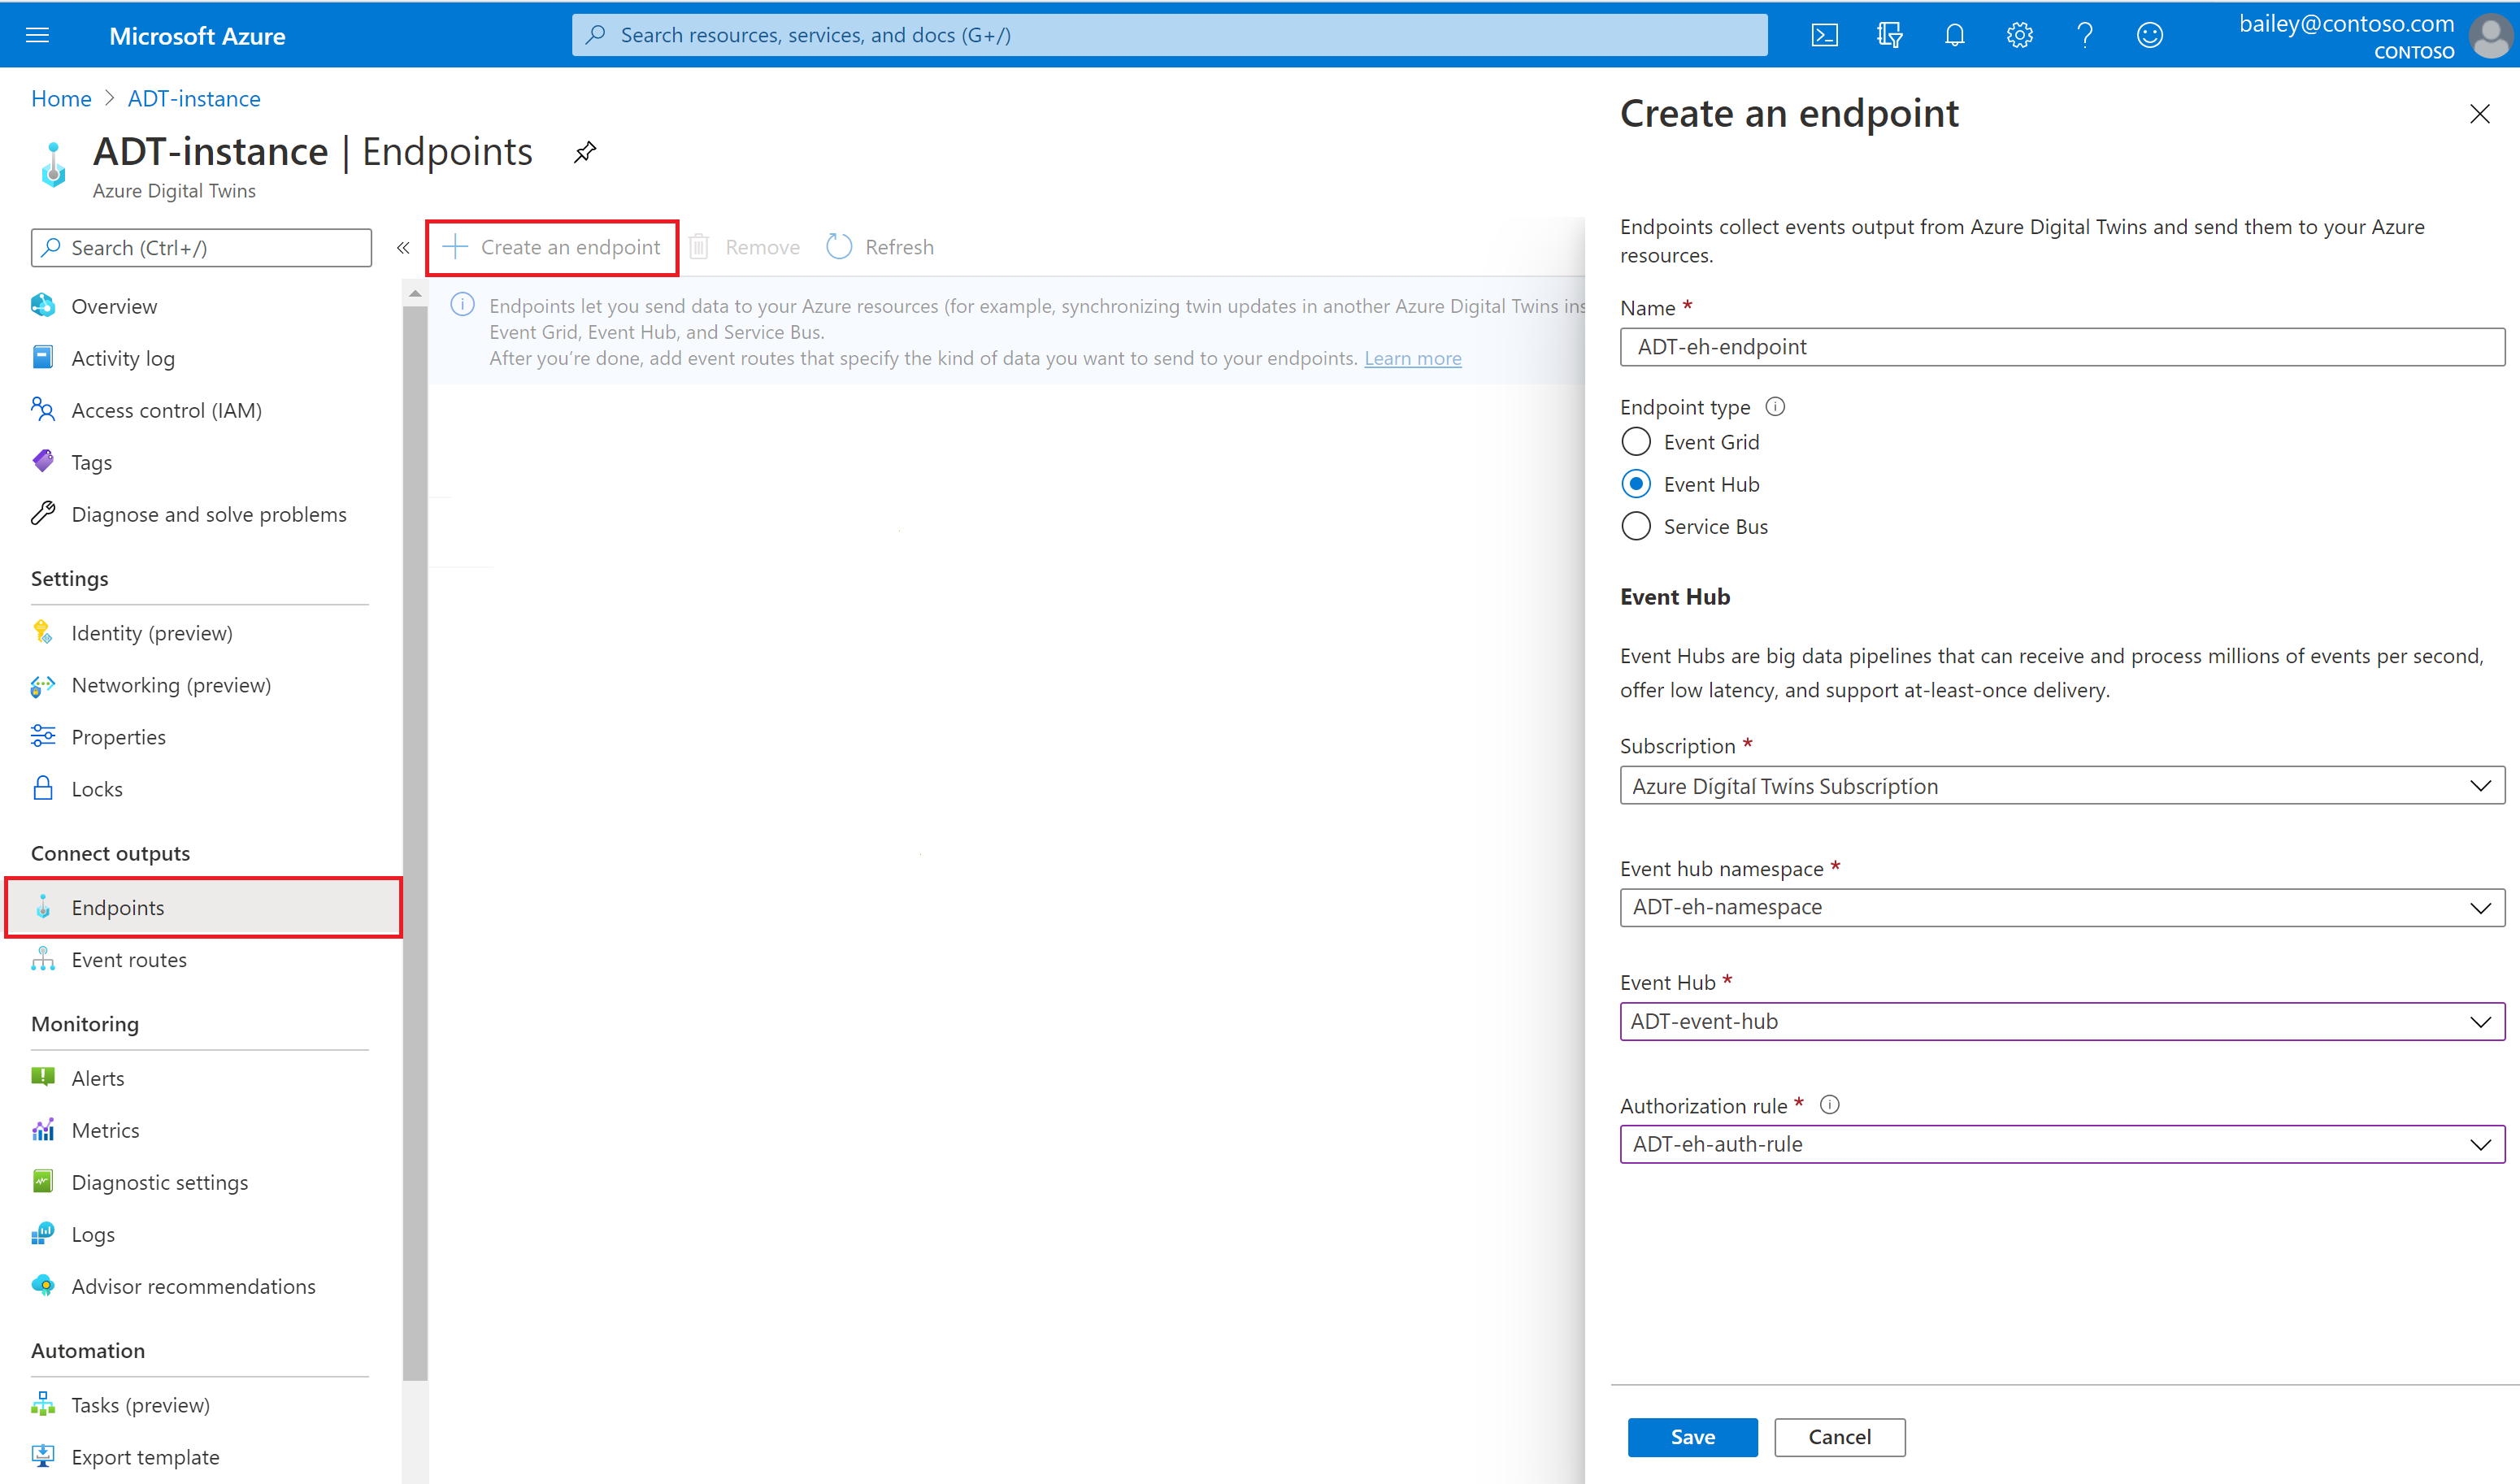 Microsoft Azure
Search resources, services, and docs (G+/)
bailey@contoso.com
CONTOSO
Home > ADT-instance
ADT-instance | Endpoints
Azure Digital Twins
Search (Ctrl+/)
«
Create an endpoint
Remove
Refresh
Endpoints let you send data to your Azure resources (for example, synchronizing twin updates in another Azure Digital Twins ins
Event Grid, Event Hub, and Service Bus.
After you're done, add event routes that specify the kind of data you want to send to your endpoints. Learn more
Overview
Activity log
Access control (IAM)
Tags
Diagnose and solve problems
Settings
Identity (preview)
Networking (preview)
Properties
Locks
Connect outputs
Endpoints
Event routes
Monitoring
Alerts
Metrics
Diagnostic settings
Logs
Advisor recommendations
Automation
Tasks (preview)
Export template
Create an endpoint
Endpoints collect events output from Azure Digital Twins and send them to your Azure
resources.
Name *
ADT-eh-endpoint
Endpoint type
Event Grid
Event Hub
Service Bus
Event Hub
Event Hubs are big data pipelines that can receive and process millions of events per second,
offer low latency, and support at-least-once delivery.
Subscription *
Azure Digital Twins Subscription
Event hub namespace *
ADT-eh-namespace
Event Hub *
ADT-event-hub
Authorization rule *
ADT-eh-auth-rule
Save
Cancel